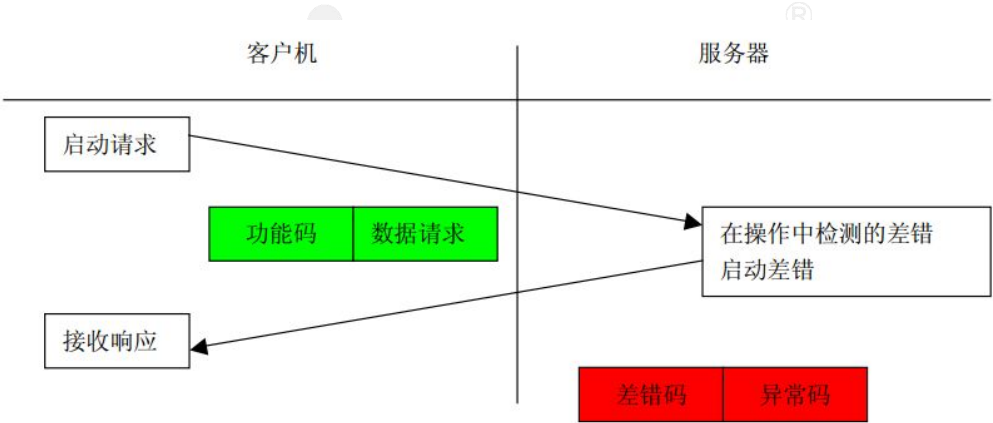 ®
客户机
服务器
启动请求
功能码
数据请求
在操作中检测的差错
启动差错
接收响应
差错码
异常码